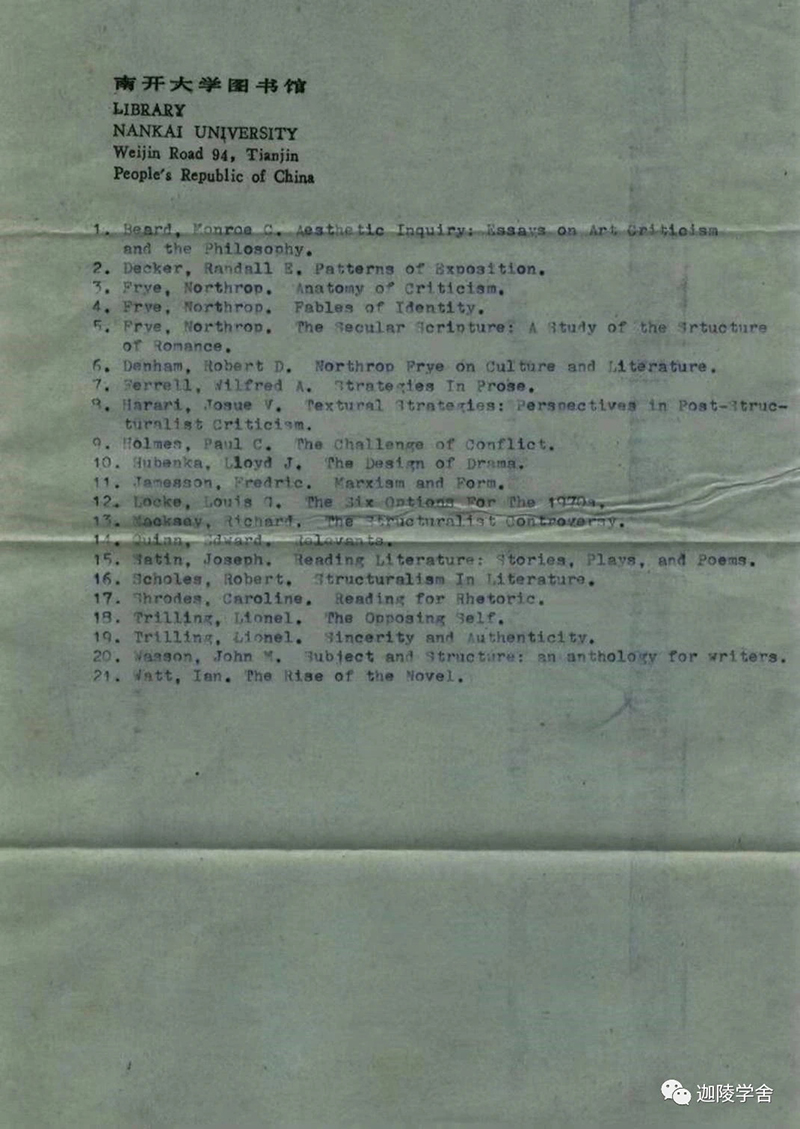 南开大学图书馆
LIBRARY
NANKAI UNIVERSITY
Weijin Road 94, Tianjin
People's Republic of China
1. Beard, Monroe C. Aesthetic Inquiry: Essays on Art Criticism
and the Philosophy.
2. Decker, Randall E. Patterns of Exposition.
3. Frye, Northrop. Anatomy of Criticism.
4. Frye, Northrop. Fables of Identity.
5. Frye, Northrop. The Secular Scripture: A Study of the Srtucture
of Romance.
6. Denham, Robert D. Northrop Frye on Culture and Literature.
7. Ferrell, Wilfred A. Strategies In Prose.
8. Harari, Josue V. Textural Strategies: Perspectives in Post-Struc-
turalist Criticism.
9. Holmes, Paul C. The Challenge of Conflict.
10. Hubenka, Lloyd J. The Design of Drama.
11. Jamesson, Fredric. Marxism and Form.
12. Locke, Louis G. The Six Options For The 1970s.
13. Macksey, Richard. The Structuralist Controversy.
14. Quinn, Edward. Relevants.
15. Satin, Joseph. Reading Literature: Stories, Plays, and Poems.
16. Scholes, Robert. Structuralism In Literature.
17. Shrodes, Caroline. Reading for Rhetoric.
18. Trilling, Lionel. The Opposing Self.
19. Trilling, Lionel. Sincerity and Authenticity.
20. Wasson, John M. Subject and Structure: an anthology for writers.
21. Watt, Ian. The Rise of the Novel.
迦陵学舍